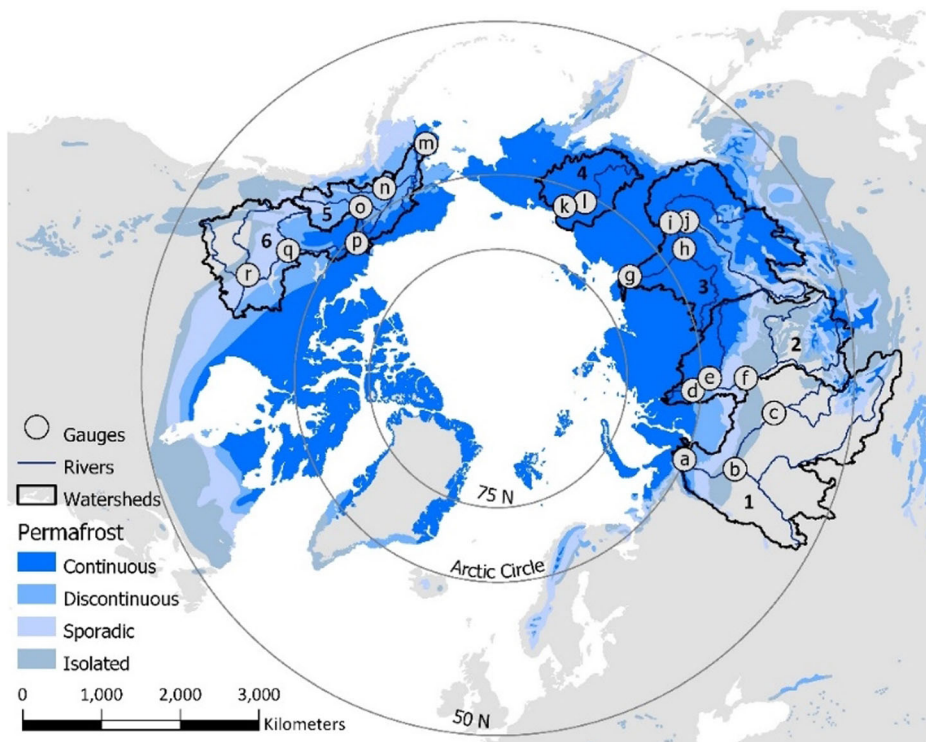 m
n
o
5
6
p
q
r
4
k
l
i
j
h
g
3
2
e
d
f
c
a
b
1
75 N
Arctic Circle
50 N
Gauges
Rivers
Watersheds
Permafrost
Continuous
Discontinuous
Sporadic
Isolated
0 1,000 2,000 3,000
Kilometers